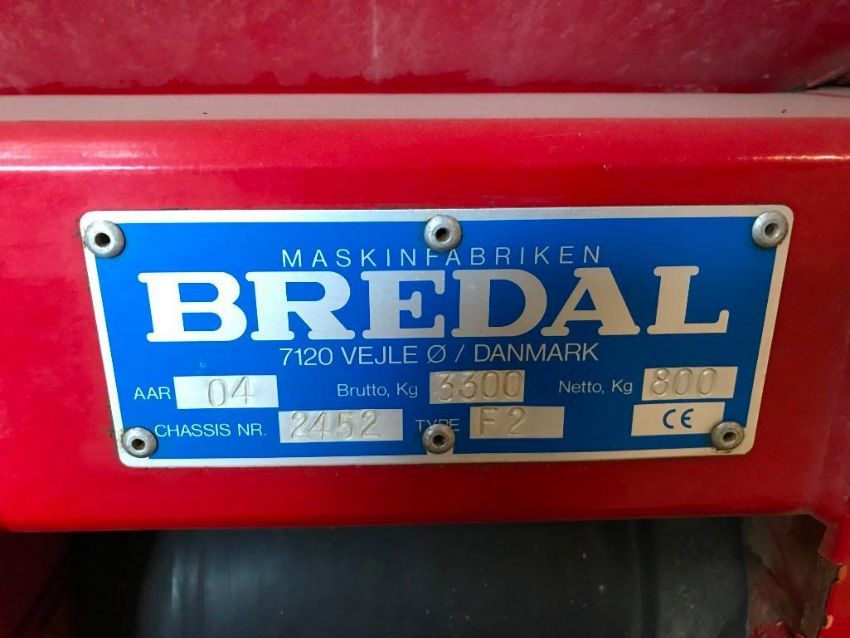 MASKINFABRIKEN
BREDAL
7120 VEJLE Ø / DANMARK
AAR 04 Brutto, Kg 3300 Netto, Kg 800
CHASSIS NR. 2452 TYPE F2 CE